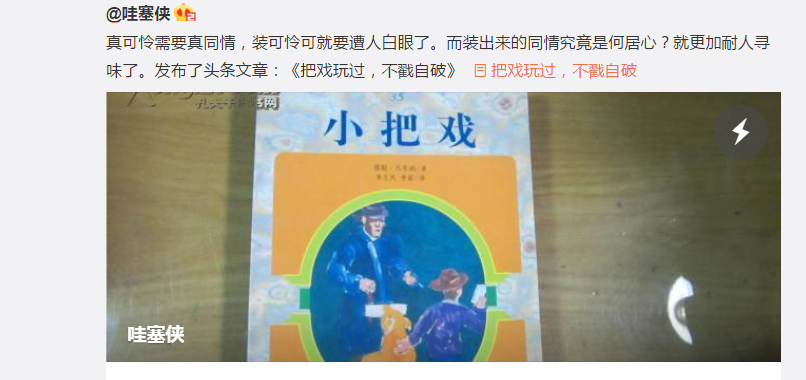 @哇塞侠
真可怜需要真同情，装可怜可就要遭人白眼了。而装出来的同情究竟是何居心？就更加耐人寻
味了。发布了头条文章：《把戏玩过，不戳自破》 把戏玩过，不戳自破
35
小把戏
哇塞侠